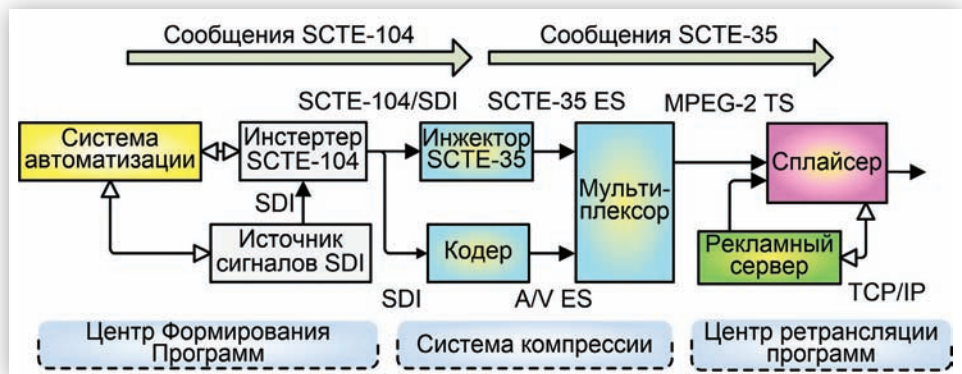 Сообщения SCTE-104
Сообщения SCTE-35
SCTE-104/SDI
SCTE-35 ES
MPEG-2 TS
Система
автоматизации
Инстертер
SCTE-104
Инжектор
SCTE-35
Мульти-
плексор
Сплайсер
SDI
Источник
сигналов SDI
Кодер
Рекламный
сервер
SDI
A/V ES
TCP/IP
Центр Формирования
Программ
Система компрессии
Центр ретрансляции
программ